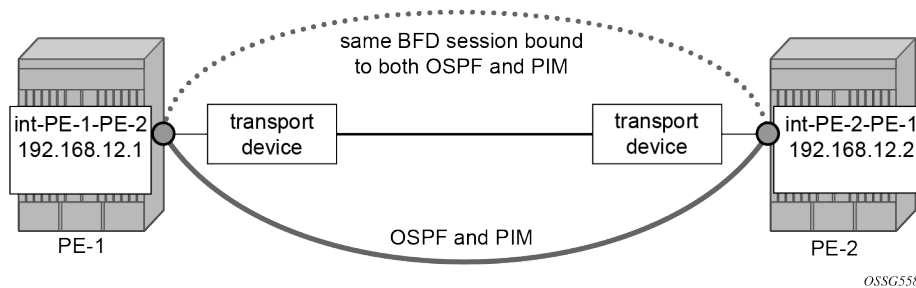 same BFD session bound
to both OSPF and PIM
int-PE-1-PE-2
192.168.12.1
transport
device
transport
device
int-PE-2-PE-1
192.168.12.2
OSPF and PIM
PE-1
PE-2
OSSG558